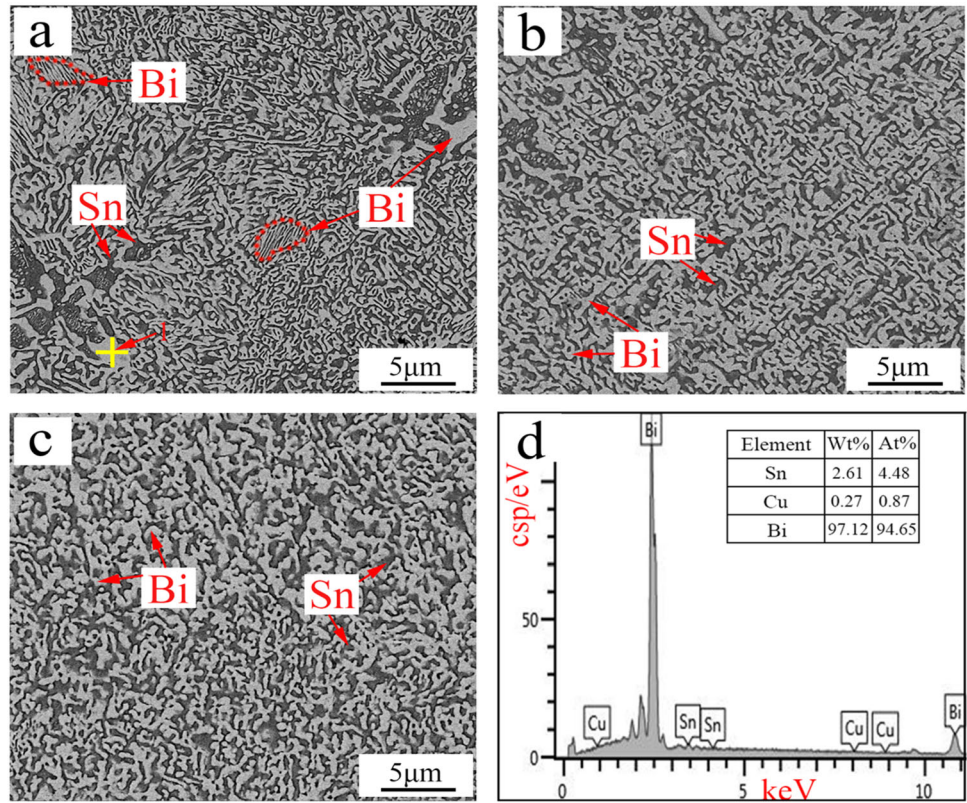 a
Bi
Bi
Sn
1
5μm
b
Sn
Bi
5μm
c
Bi
Sn
5μm
d
Bi
Element Wt% At%
Sn 2.61 4.48
Cu 0.27 0.87
Bi 97.12 94.65
csp/eV
50
0
Cu
Sn
Sn
Cu
Cu
Bi
0
5
10
keV